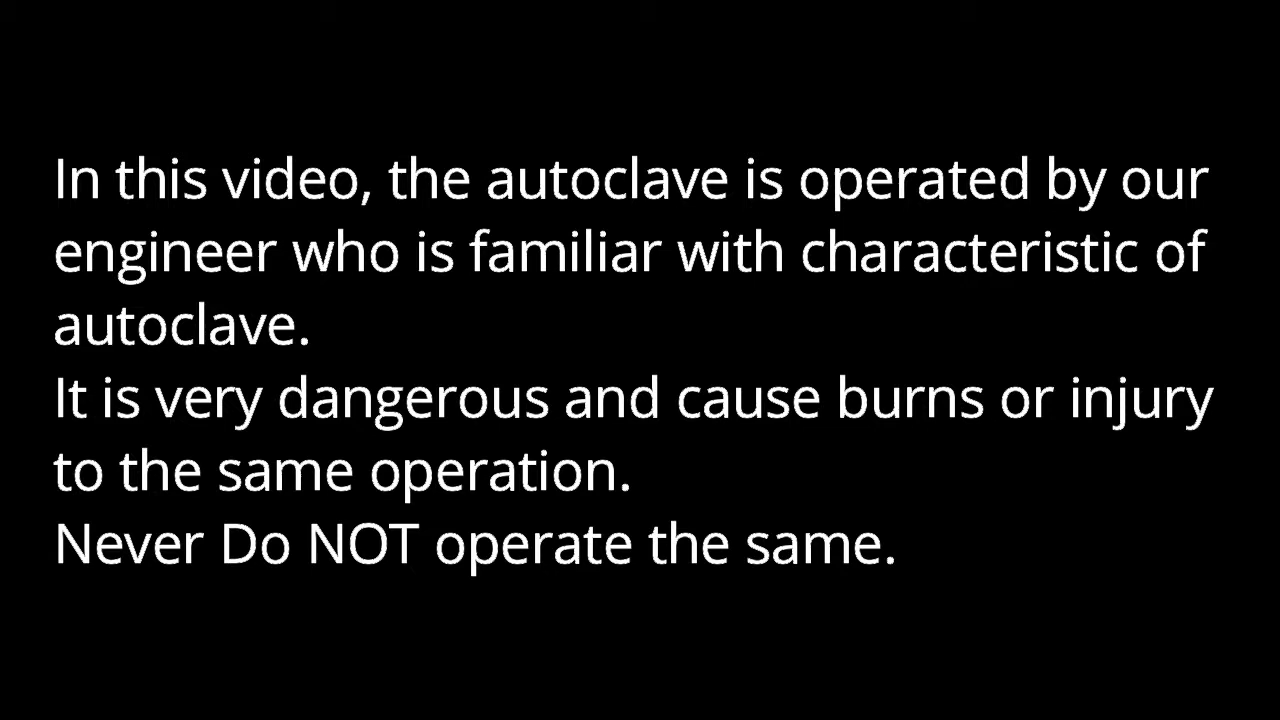 In this video, the autoclave is operated by our
engineer who is familiar with characteristic of
autoclave.
It is very dangerous and cause burns or injury
to the same operation.
Never Do NOT operate the same.